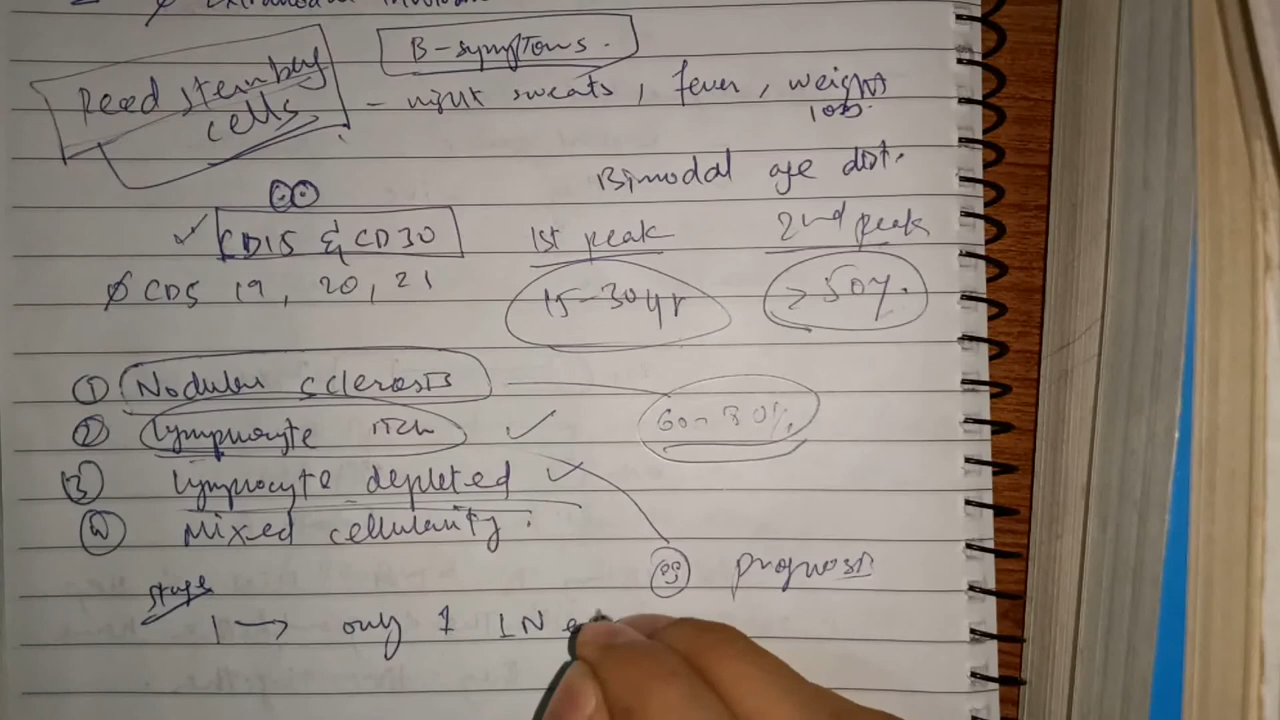 B-symptoms.
Reed sternberg cells
- night sweats, fever, weight loss.
Bimodal age dist.
✓ CD15 & CD30
1st peak
2nd peak
CDS 19, 20, 21
15-30yr
> 50y.
① Nodular sclerosis
60-80%
② Lymphocyte rich ✓
③ Lymphocyte depleted ✓
④ Mixed cellularity.
prognosis
Stage
1 → only 1 LN